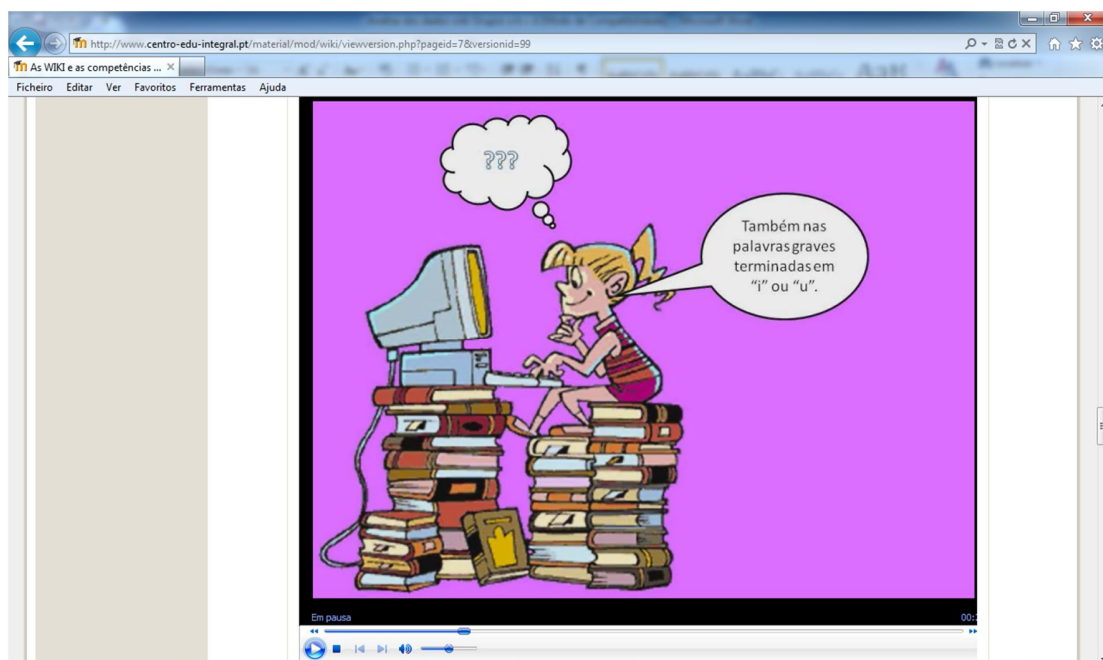 http://www.centro-edu-integral.pt/material/mod/wiki/viewversion.php?pageid=7&versionid=99
As WIKI e as competências ...
Ficheiro Editar Ver Favoritos Ferramentas Ajuda
???
Também nas
palavras graves
terminadas em
“i” ou “u”.
Em pausa
00: